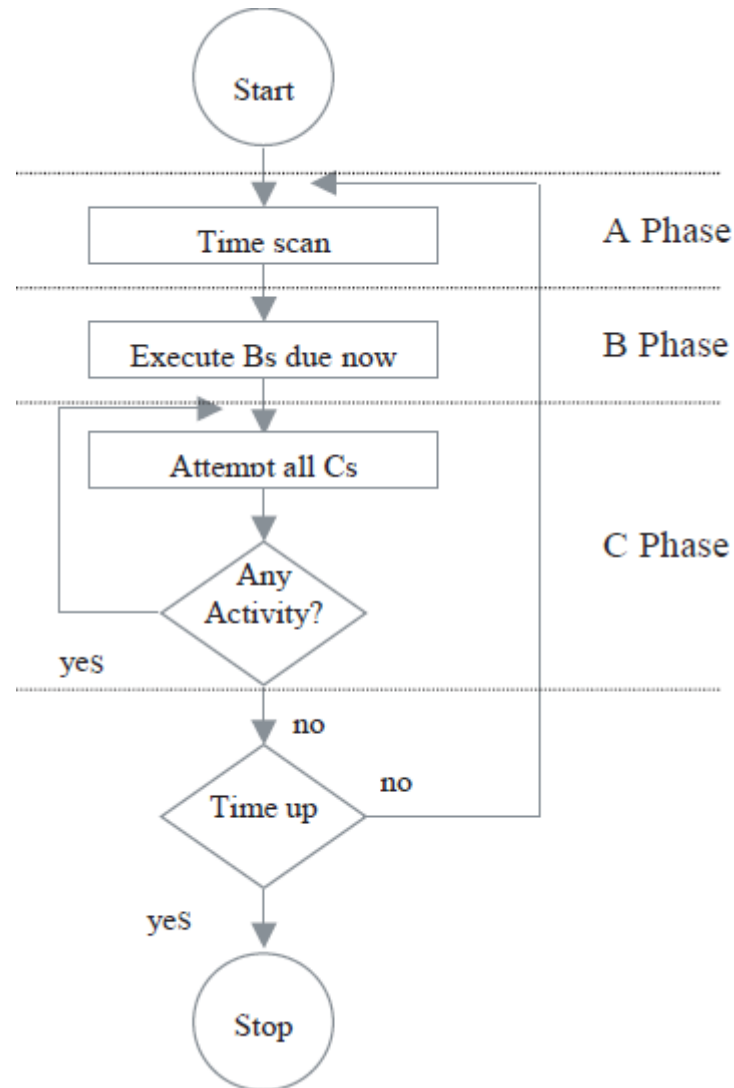 Start
A Phase
Time scan
B Phase
Execute Bs due now
Attempt all Cs
C Phase
Any
Activity?
yes
no
no
Time up
yes
Stop